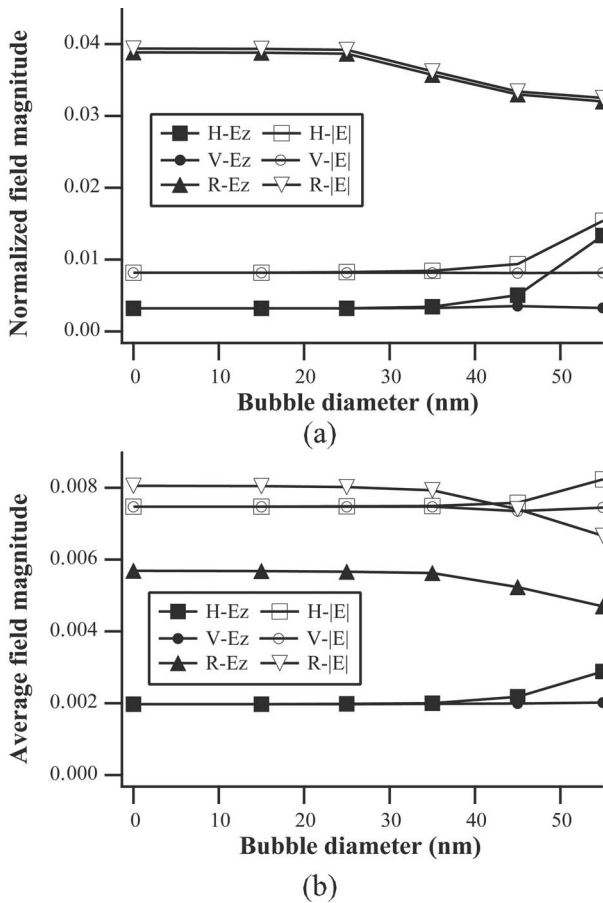 Normalized field magnitude
0.04
0.03
0.02
0.01
0.00
H-Ez H-|E|
V-Ez V-|E|
R-Ez R-|E|
0 10 20 30 40 50
Bubble diameter (nm)
(a)
Average field magnitude
0.008
0.006
0.004
0.002
0.000
H-Ez H-|E|
V-Ez V-|E|
R-Ez R-|E|
0 10 20 30 40 50
Bubble diameter (nm)
(b)